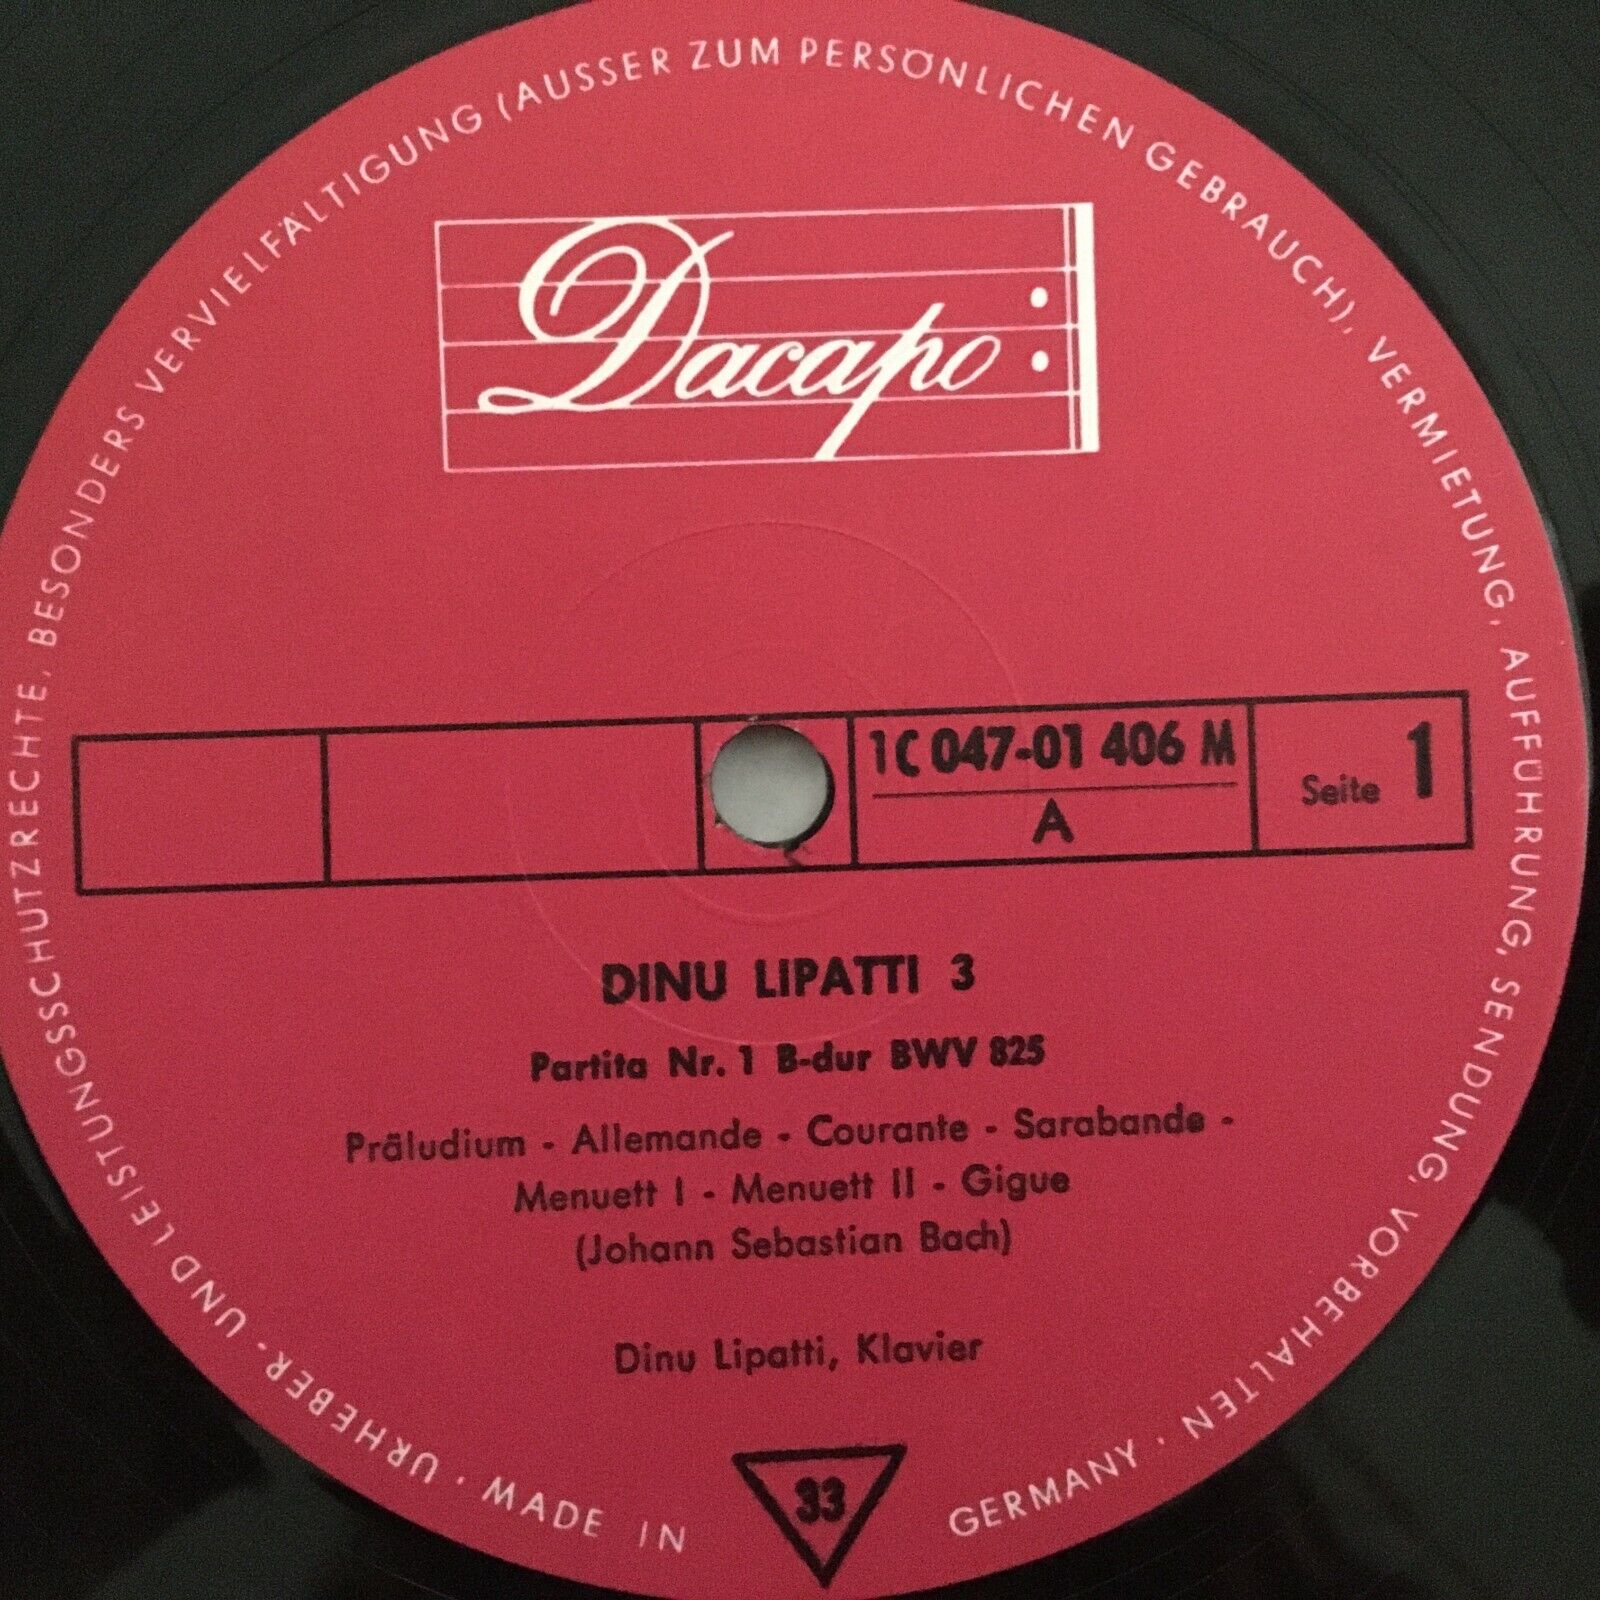 Dacapo
1C 047-01 406 M
A
Seite 1
DINU LIPATTI 3
Partita Nr. 1 B-dur BWV 825
Präludium - Allemande - Courante - Sarabande -
Menuett I - Menuett II - Gigue
(Johann Sebastian Bach)
Dinu Lipatti, Klavier
33
URHEBER- UND LEISTUNGSSCHUTZRECHTE, BESONDERS VERVIELFÄLTIGUNG (AUSSER ZUM PERSÖNLICHEN GEBRAUCH), VERMIETUNG, AUFFÜHRUNG, SENDUNG, VORBEHALTEN ·
MADE IN GERMANY ·